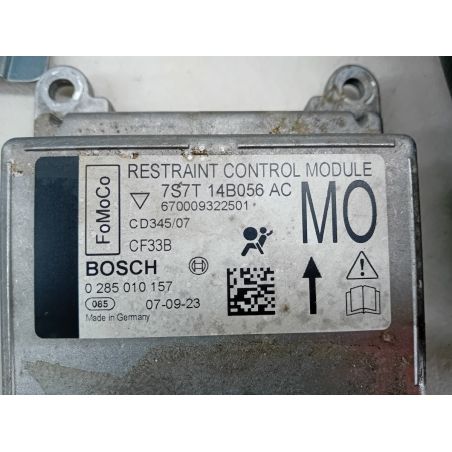 FoMoCo
RESTRAINT CONTROL MODULE
7S7T 14B056 AC
670009322501
CD345/07
CF33B
MO
BOSCH
0 285 010 157
085 07-09-23
Made in Germany